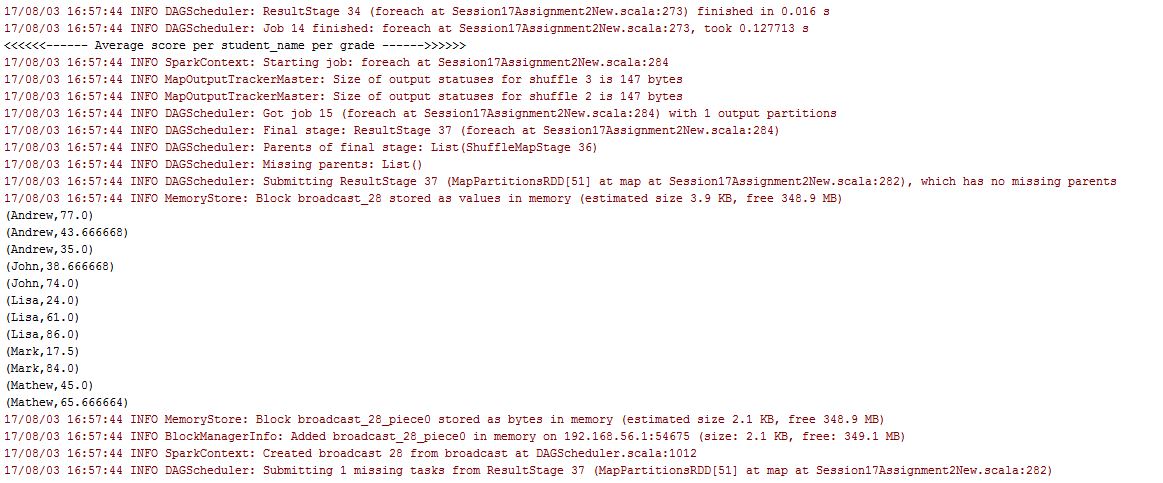 17/08/03 16:57:44 INFO DAGScheduler: ResultStage 34 (foreach at Session17Assignment2New.scala:273) finished in 0.016 s
17/08/03 16:57:44 INFO DAGScheduler: Job 14 finished: foreach at Session17Assignment2New.scala:273, took 0.127713 s
<<<<<<------ Average score per student_name per grade ------>>>>>>
17/08/03 16:57:44 INFO SparkContext: Starting job: foreach at Session17Assignment2New.scala:284
17/08/03 16:57:44 INFO MapOutputTrackerMaster: Size of output statuses for shuffle 3 is 147 bytes
17/08/03 16:57:44 INFO MapOutputTrackerMaster: Size of output statuses for shuffle 2 is 147 bytes
17/08/03 16:57:44 INFO DAGScheduler: Got job 15 (foreach at Session17Assignment2New.scala:284) with 1 output partitions
17/08/03 16:57:44 INFO DAGScheduler: Final stage: ResultStage 37 (foreach at Session17Assignment2New.scala:284)
17/08/03 16:57:44 INFO DAGScheduler: Parents of final stage: List(ShuffleMapStage 36)
17/08/03 16:57:44 INFO DAGScheduler: Missing parents: List()
17/08/03 16:57:44 INFO DAGScheduler: Submitting ResultStage 37 (MapPartitionsRDD[51] at map at Session17Assignment2New.scala:282), which has no missing parents
17/08/03 16:57:44 INFO MemoryStore: Block broadcast_28 stored as values in memory (estimated size 3.9 KB, free 348.9 MB)
(Andrew,77.0)
(Andrew,43.666668)
(Andrew,35.0)
(John,38.666668)
(John,74.0)
(Lisa,24.0)
(Lisa,61.0)
(Lisa,86.0)
(Mark,17.5)
(Mark,84.0)
(Mathew,45.0)
(Mathew,65.666664)
17/08/03 16:57:44 INFO MemoryStore: Block broadcast_28_piece0 stored as bytes in memory (estimated size 2.1 KB, free 348.9 MB)
17/08/03 16:57:44 INFO BlockManagerInfo: Added broadcast_28_piece0 in memory on 192.168.56.1:54675 (size: 2.1 KB, free: 349.1 MB)
17/08/03 16:57:44 INFO SparkContext: Created broadcast 28 from broadcast at DAGScheduler.scala:1012
17/08/03 16:57:44 INFO DAGScheduler: Submitting 1 missing tasks from ResultStage 37 (MapPartitionsRDD[51] at map at Session17Assignment2New.scala:282)